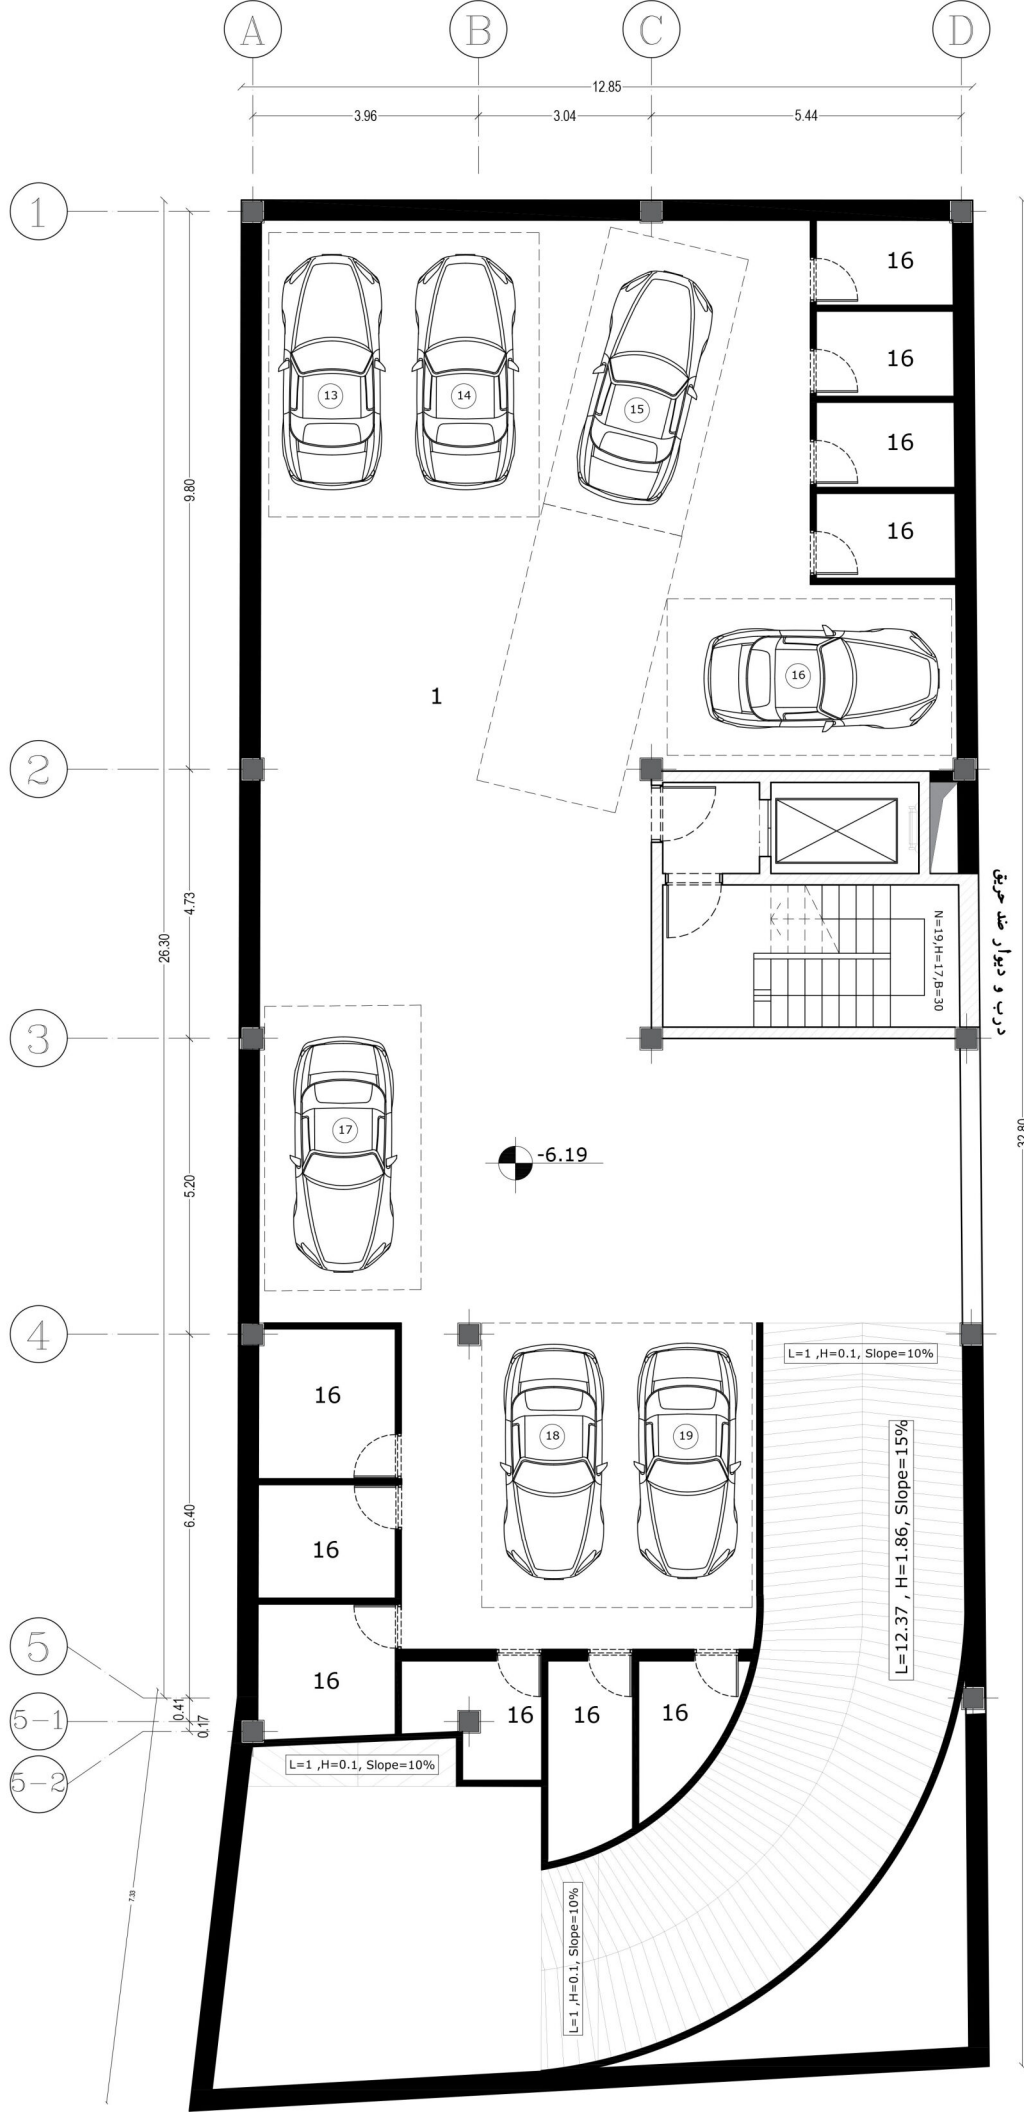 A B C D
12.85
3.96 3.04 5.44
1
16
16
13 14 15
16
9.80
16
16
1
2
4.73
26.30
N=19,H=17,B=30
درب و دیوار ضد حریق
3
17
32.80
-6.19
5.20
4
L=1 ,H=0.1, Slope=10%
16
18 19
L=12.37 , H=1.86, Slope=15%
6.40
16
5
16
0.41
5-1
0.17
16 16 16
5-2
L=1 ,H=0.1, Slope=10%
7.33
L=1 ,H=0.1, Slope=10%